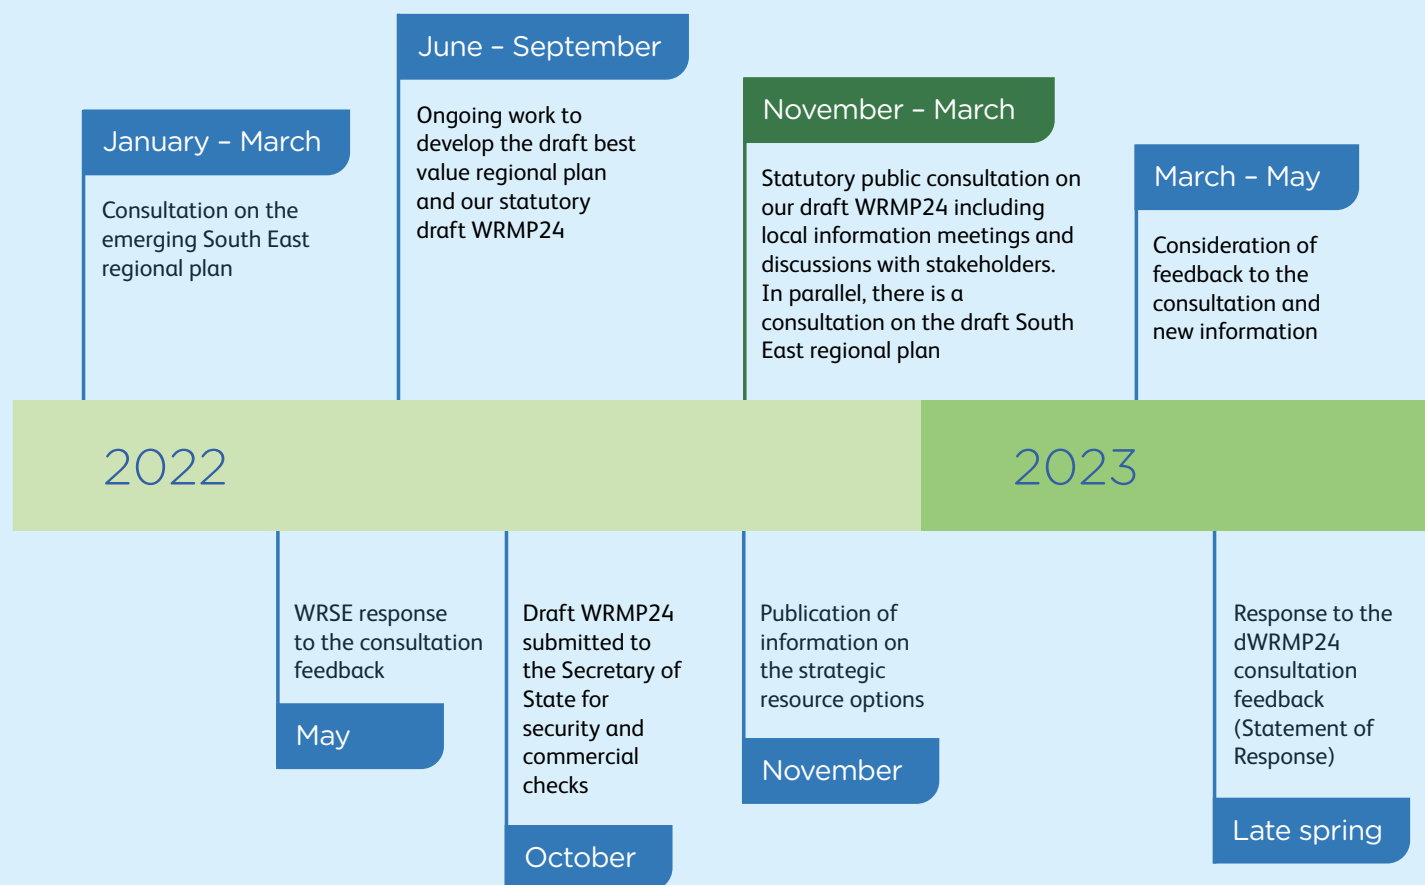 June – September
Ongoing work to
develop the draft best
value regional plan
and our statutory
draft WRMP24
January – March
Consultation on the
emerging South East
regional plan
November – March
Statutory public consultation on
our draft WRMP24 including
local information meetings and
discussions with stakeholders.
In parallel, there is a
consultation on the draft South
East regional plan
March – May
Consideration of
feedback to the
consultation and
new information
2022
2023
WRSE response
to the consultation
feedback
May
Draft WRMP24
submitted to
the Secretary of
State for
security and
commercial
checks
October
Publication of
information on
the strategic
resource options
November
Response to the
dWRMP24
consultation
feedback
(Statement of
Response)
Late spring